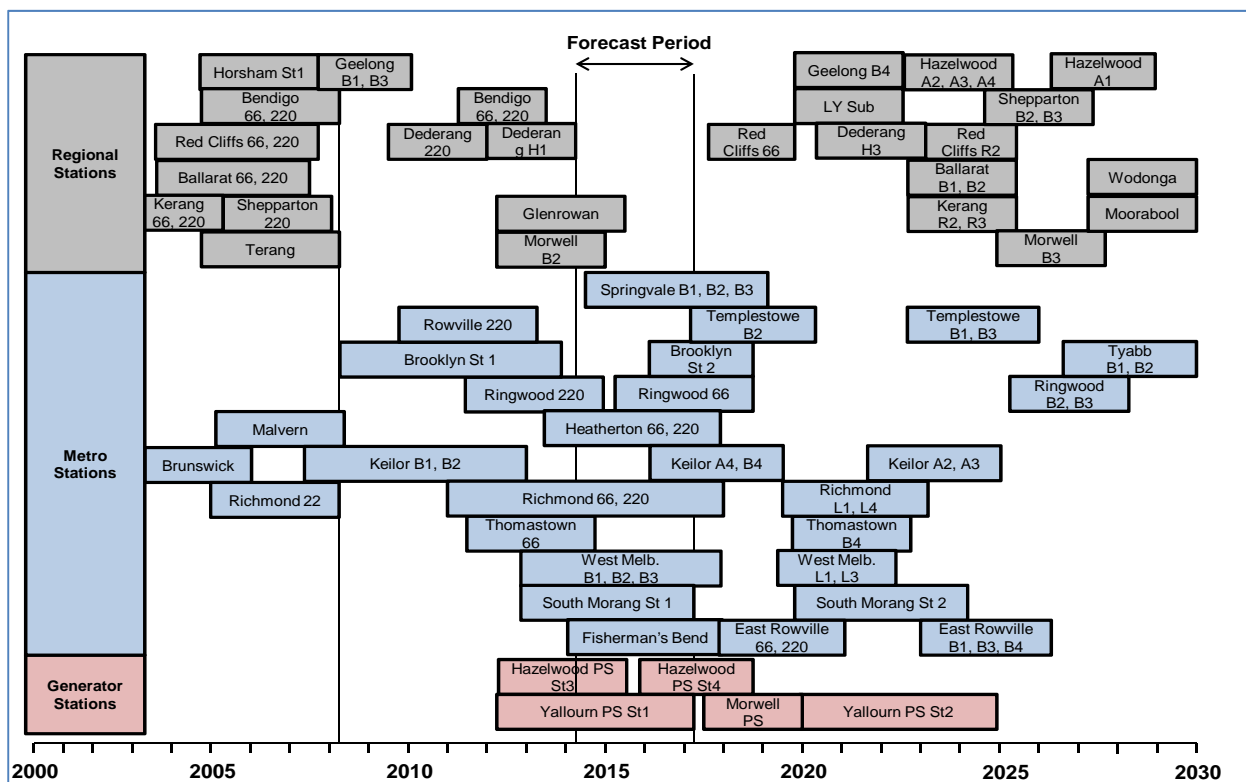 Forecast Period
Regional
Stations
Horsham St1
Geelong
B1, B3
Geelong B4
Hazelwood
A2, A3, A4
Hazelwood
A1
Bendigo
66, 220
Bendigo
66, 220
LY Sub
Shepparton
B2, B3
Red Cliffs 66, 220
Dederang
220
Dederan
g H1
Red
Cliffs 66
Dederang
H3
Red
Cliffs R2
Ballarat 66, 220
Ballarat
B1, B2
Wodonga
Kerang
66, 220
Shepparton
220
Glenrowan
Kerang
R2, R3
Moorabool
Terang
Morwell
B2
Morwell
B3
Metro
Stations
Springvale B1, B2, B3
Rowville 220
Templestowe
B2
Templestowe
B1, B3
Brooklyn St 1
Brooklyn
St 2
Tyabb
B1, B2
Ringwood 220
Ringwood 66
Ringwood
B2, B3
Malvern
Heatherton 66, 220
Brunswick
Keilor B1, B2
Keilor A4, B4
Keilor A2, A3
Richmond 22
Richmond 66, 220
Richmond
L1, L4
Thomastown
66
Thomastown
B4
West Melb.
B1, B2, B3
West Melb.
L1, L3
South Morang St 1
South Morang St 2
Fisherman's Bend
East Rowville
66, 220
East Rowville
B1, B3, B4
Generator
Stations
Hazelwood PS
St3
Hazelwood
PS St4
Yallourn PS St1
Morwell
PS
Yallourn PS St2
2000 2005 2010 2015 2020 2025 2030